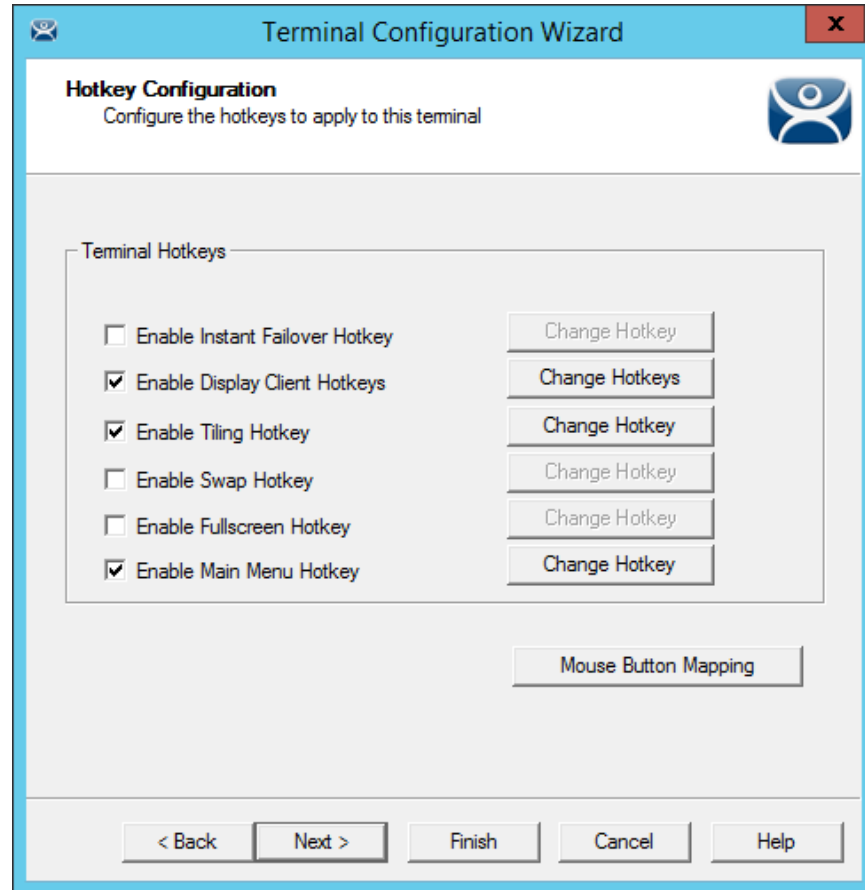 Terminal Configuration Wizard
x
Hotkey Configuration
Configure the hotkeys to apply to this terminal
Terminal Hotkeys
Enable Instant Failover Hotkey Change Hotkey
Enable Display Client Hotkeys Change Hotkeys
Enable Tiling Hotkey Change Hotkey
Enable Swap Hotkey Change Hotkey
Enable Fullscreen Hotkey Change Hotkey
Enable Main Menu Hotkey Change Hotkey
Mouse Button Mapping
< Back Next > Finish Cancel Help